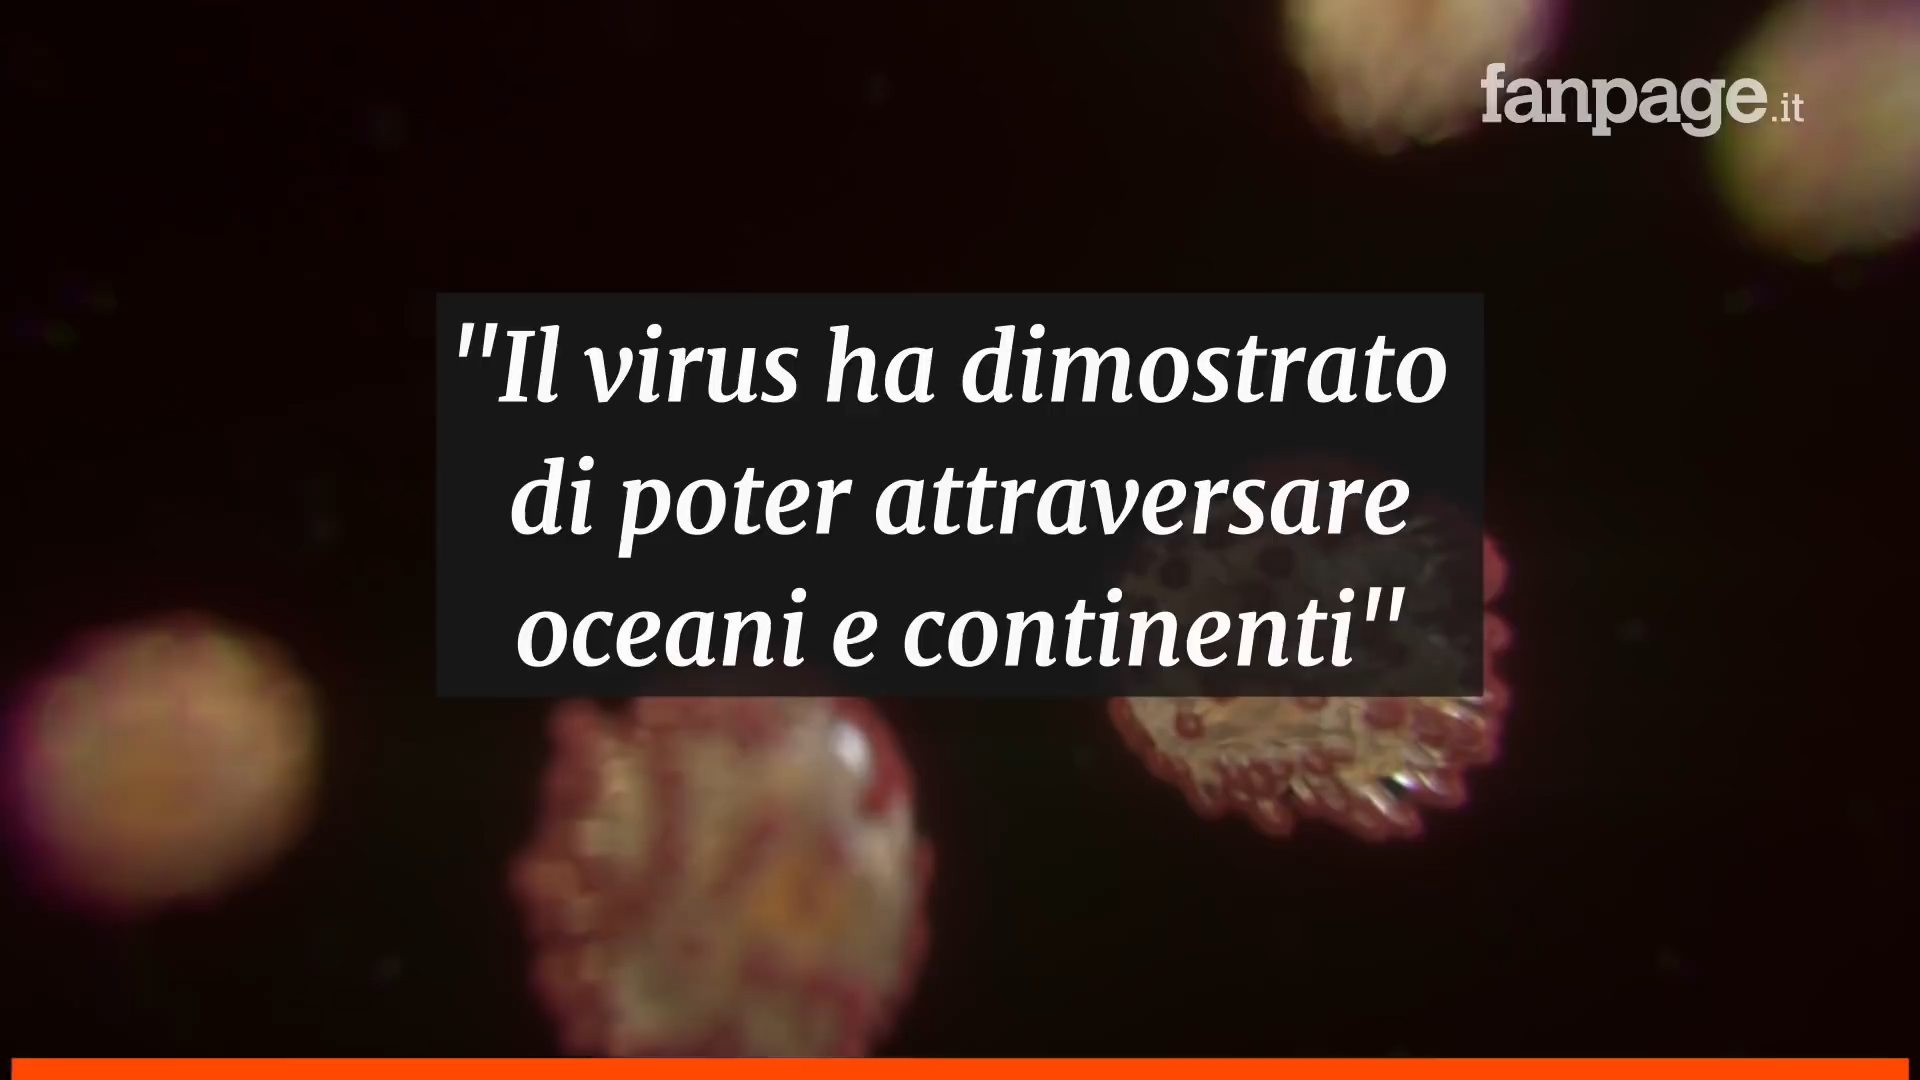 fanpage.it
"Il virus ha dimostrato
di poter attraversare
oceani e continenti"